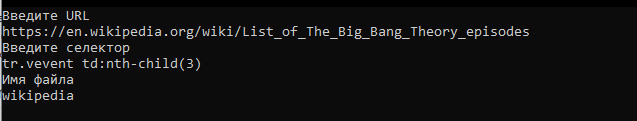 Введите URL
https://en.wikipedia.org/wiki/List_of_The_Big_Bang_Theory_episodes
Введите селектор
tr.vevent td:nth-child(3)
Имя файла
wikipedia